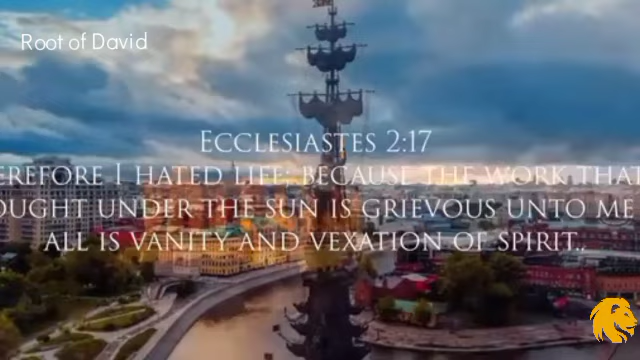 Root of David
Ecclesiastes 2:17
erefore I hated life; because the work that
ought under the sun is grievous unto me
all is vanity and vexation of spirit..